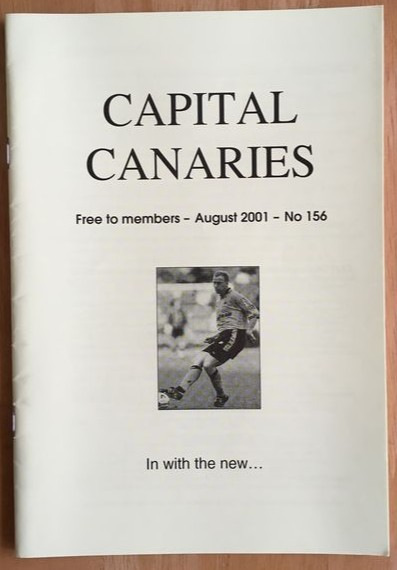 CAPITAL
CANARIES
Free to members – August 2001 – No 156
In with the new...